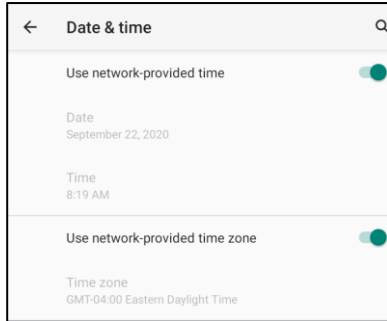 Date & time
Use network-provided time
Date
September 22, 2020
Time
8:19 AM
Use network-provided time zone
Time zone
GMT-04:00 Eastern Daylight Time